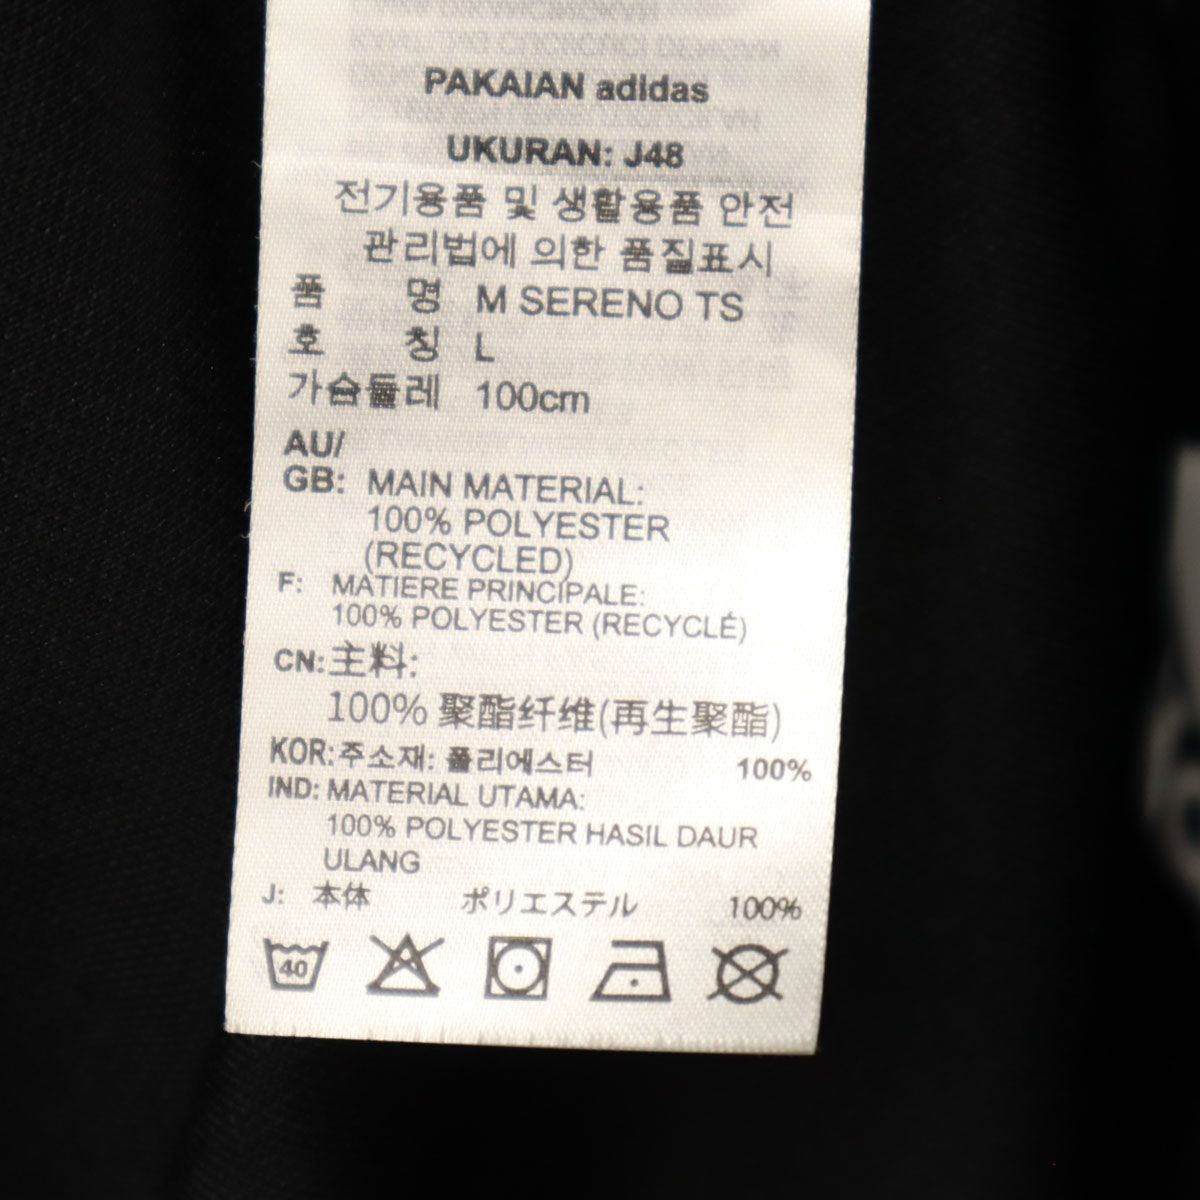 PAKAIAN adidas
UKURAN: J48
전기용품 및 생활용품 안전
관리법에 의한 품질표시
품 명 M SERENO TS
호 칭 L
가슴둘레 100cm
AU/
GB: MAIN MATERIAL:
100% POLYESTER
(RECYCLED)
F: MATIERE PRINCIPALE:
100% POLYESTER (RECYCLÉ)
CN: 主料:
100% 聚酯纤维(再生聚酯)
KOR: 주소재: 폴리에스터 100%
IND: MATERIAL UTAMA:
100% POLYESTER HASIL DAUR
ULANG
J: 本体 ポリエステル 100%
40